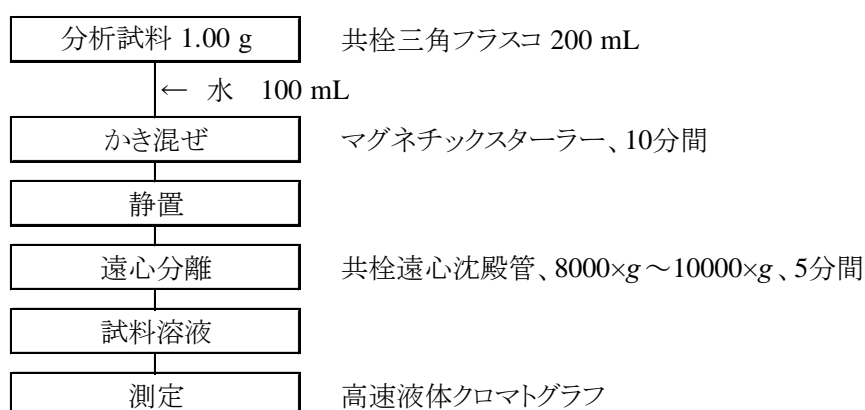 分析試料 1.00 g 共栓三角フラスコ 200 mL
← 水 100 mL
かき混ぜ マグネチックスターラー、10分間
静置
遠心分離 共栓遠心沈殿管、8000×g～10000×g、5分間
試料溶液
測定 高速液体クロマトグラフ